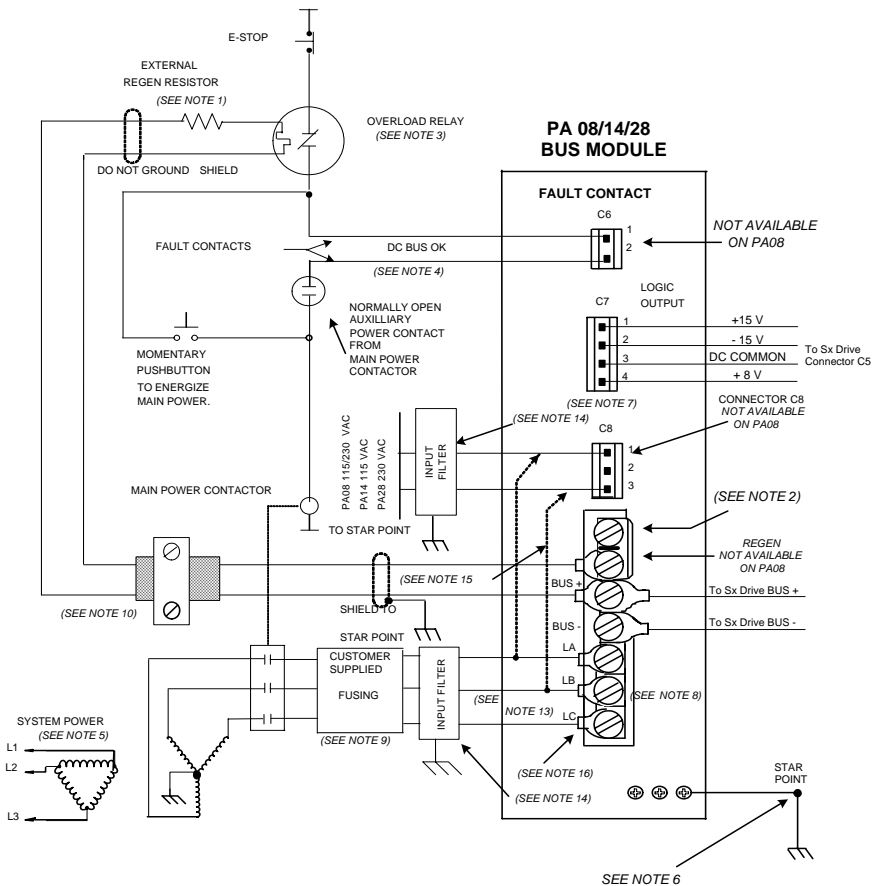 E-STOP
EXTERNAL
REGEN RESISTOR
(SEE NOTE 1)
OVERLOAD RELAY
(SEE NOTE 3)
DO NOT GROUND SHIELD
PA 08/14/28
BUS MODULE
FAULT CONTACT
C6
1
2
NOT AVAILABLE
ON PA08
FAULT CONTACTS
DC BUS OK
(SEE NOTE 4)
NORMALLY OPEN
AUXILLIARY
POWER CONTACT
FROM
MAIN POWER
CONTACTOR
MOMENTARY
PUSHBUTTON
TO ENERGIZE
MAIN POWER.
LOGIC
OUTPUT
C7
1
2
3
4
+15 V
- 15 V
DC COMMON
+ 8 V
To Sx Drive
Connector C5
(SEE NOTE 7)
CONNECTOR C8
NOT AVAILABLE
ON PA08
C8
1
2
3
(SEE NOTE 14)
PA08 115/230 VAC
PA14 115 VAC
PA28 230 VAC
INPUT
FILTER
MAIN POWER CONTACTOR
TO STAR POINT
(SEE NOTE 2)
REGEN
NOT AVAILABLE
ON PA08
(SEE NOTE 15
BUS +
To Sx Drive BUS +
(SEE NOTE 10)
SHIELD TO
BUS -
To Sx Drive BUS -
STAR POINT
CUSTOMER
SUPPLIED
FUSING
(SEE NOTE 9)
INPUT FILTER
LA
LB
LC
(SEE
NOTE 13)
(SEE NOTE 8)
SYSTEM POWER
(SEE NOTE 5)
L1
L2
L3
(SEE NOTE 16)
(SEE NOTE 14)
STAR
POINT
SEE NOTE 6